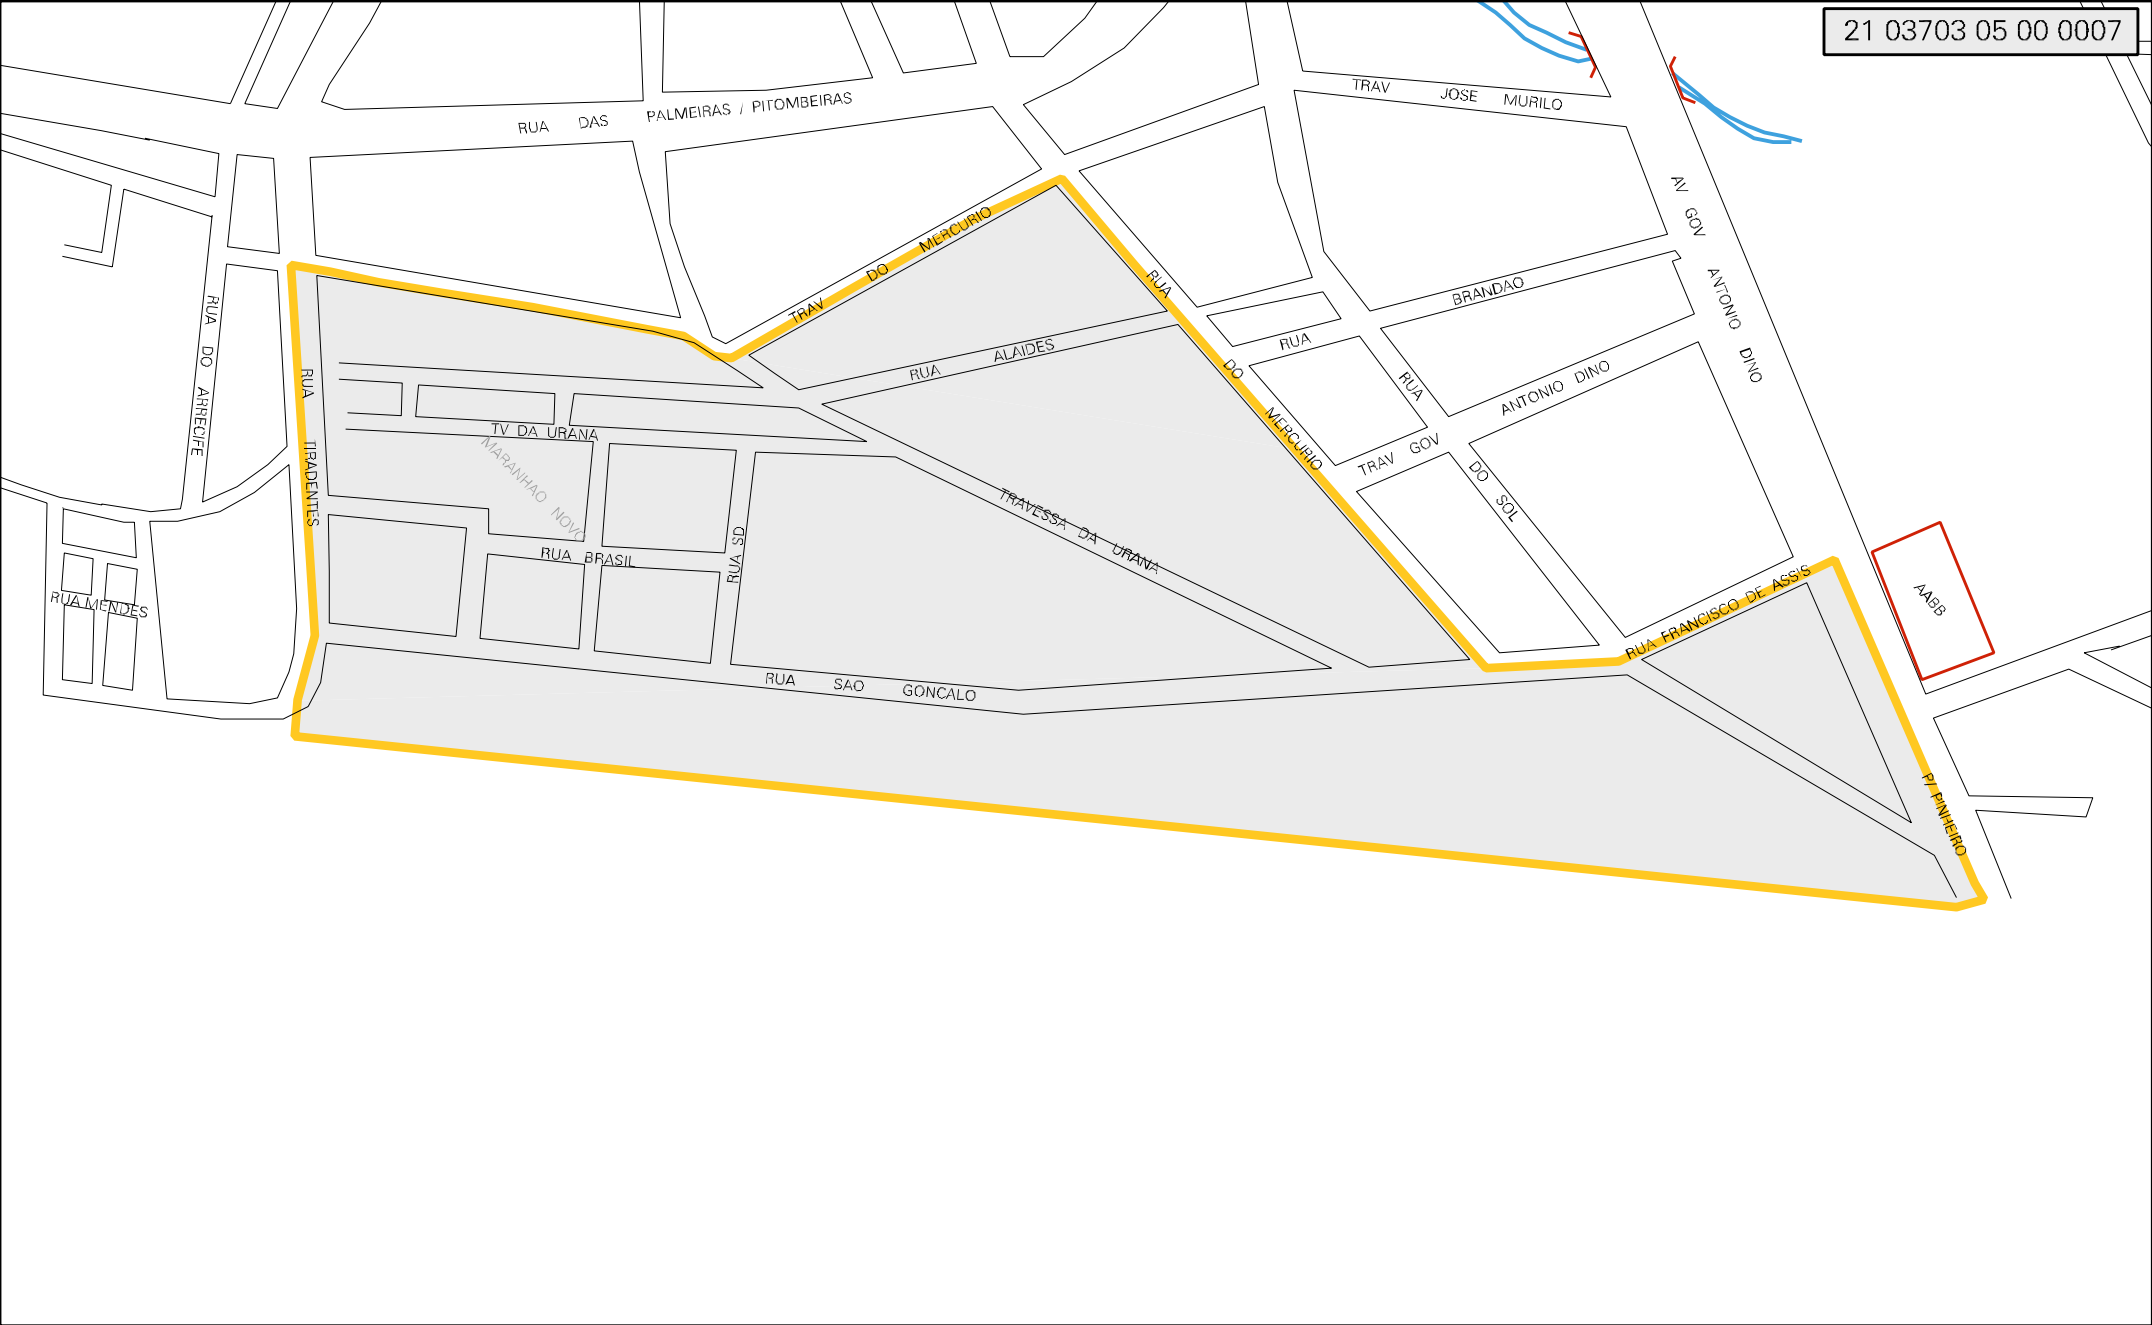 21 03703 05 00 0007
RUA DAS PALMEIRAS / PITOMBEIRAS
TRAV JOSE MURILO
AV GOV ANTONIO DINO
TRAV DO MERCURIO
RUA DO MERCURIO
RUA BRANDAO
RUA ALAIDES
RUA DO ARRECIFE
RUA TIRADENTES
TV DA URANA
MARANHAO NOVO
RUA DO SOL
TRAV GOV ANTONIO DINO
TRAVESSA DA URANA
RUA BRASIL
RUA SD
RUA MENDES
RUA FRANCISCO DE ASSIS
AABB
RUA SAO GONCALO
P/ PINHEIRO